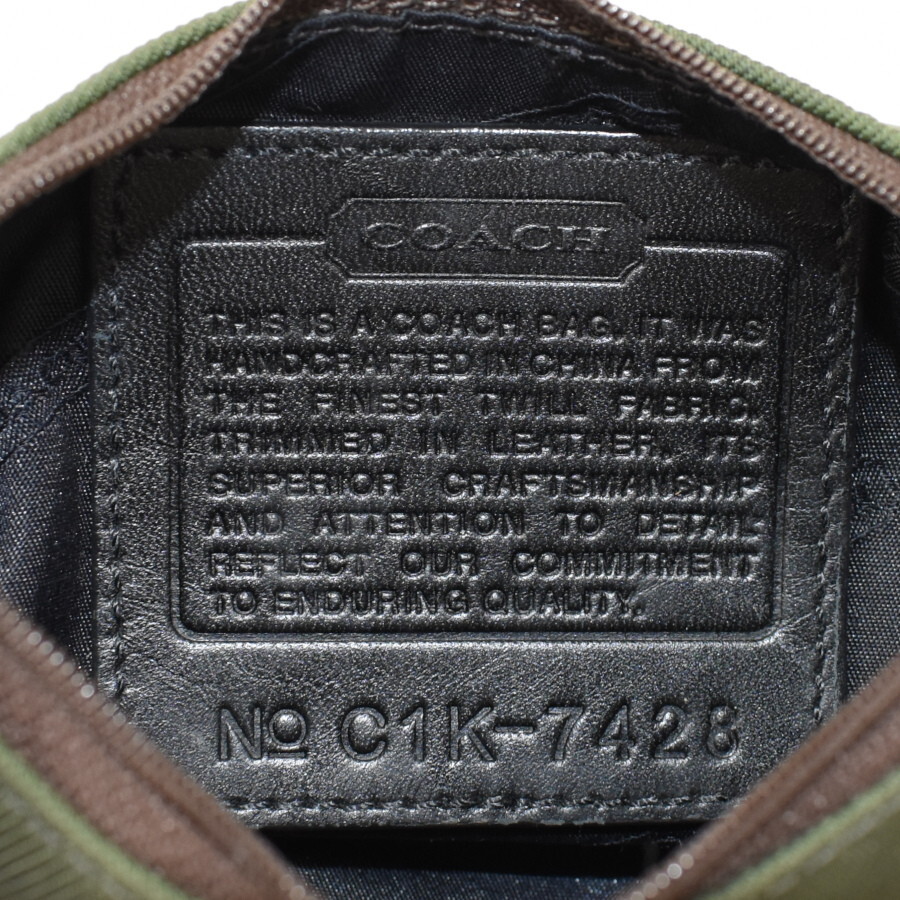 COACH
THIS IS A COACH BAG. IT WAS
HANDCRAFTED IN CHINA FROM
THE FINEST TWILL FABRIC,
TRIMMED IN LEATHER. ITS
SUPERIOR CRAFTSMANSHIP
AND ATTENTION TO DETAIL
REFLECT OUR COMMITMENT
TO ENDURING QUALITY.
Nº C1K-7428